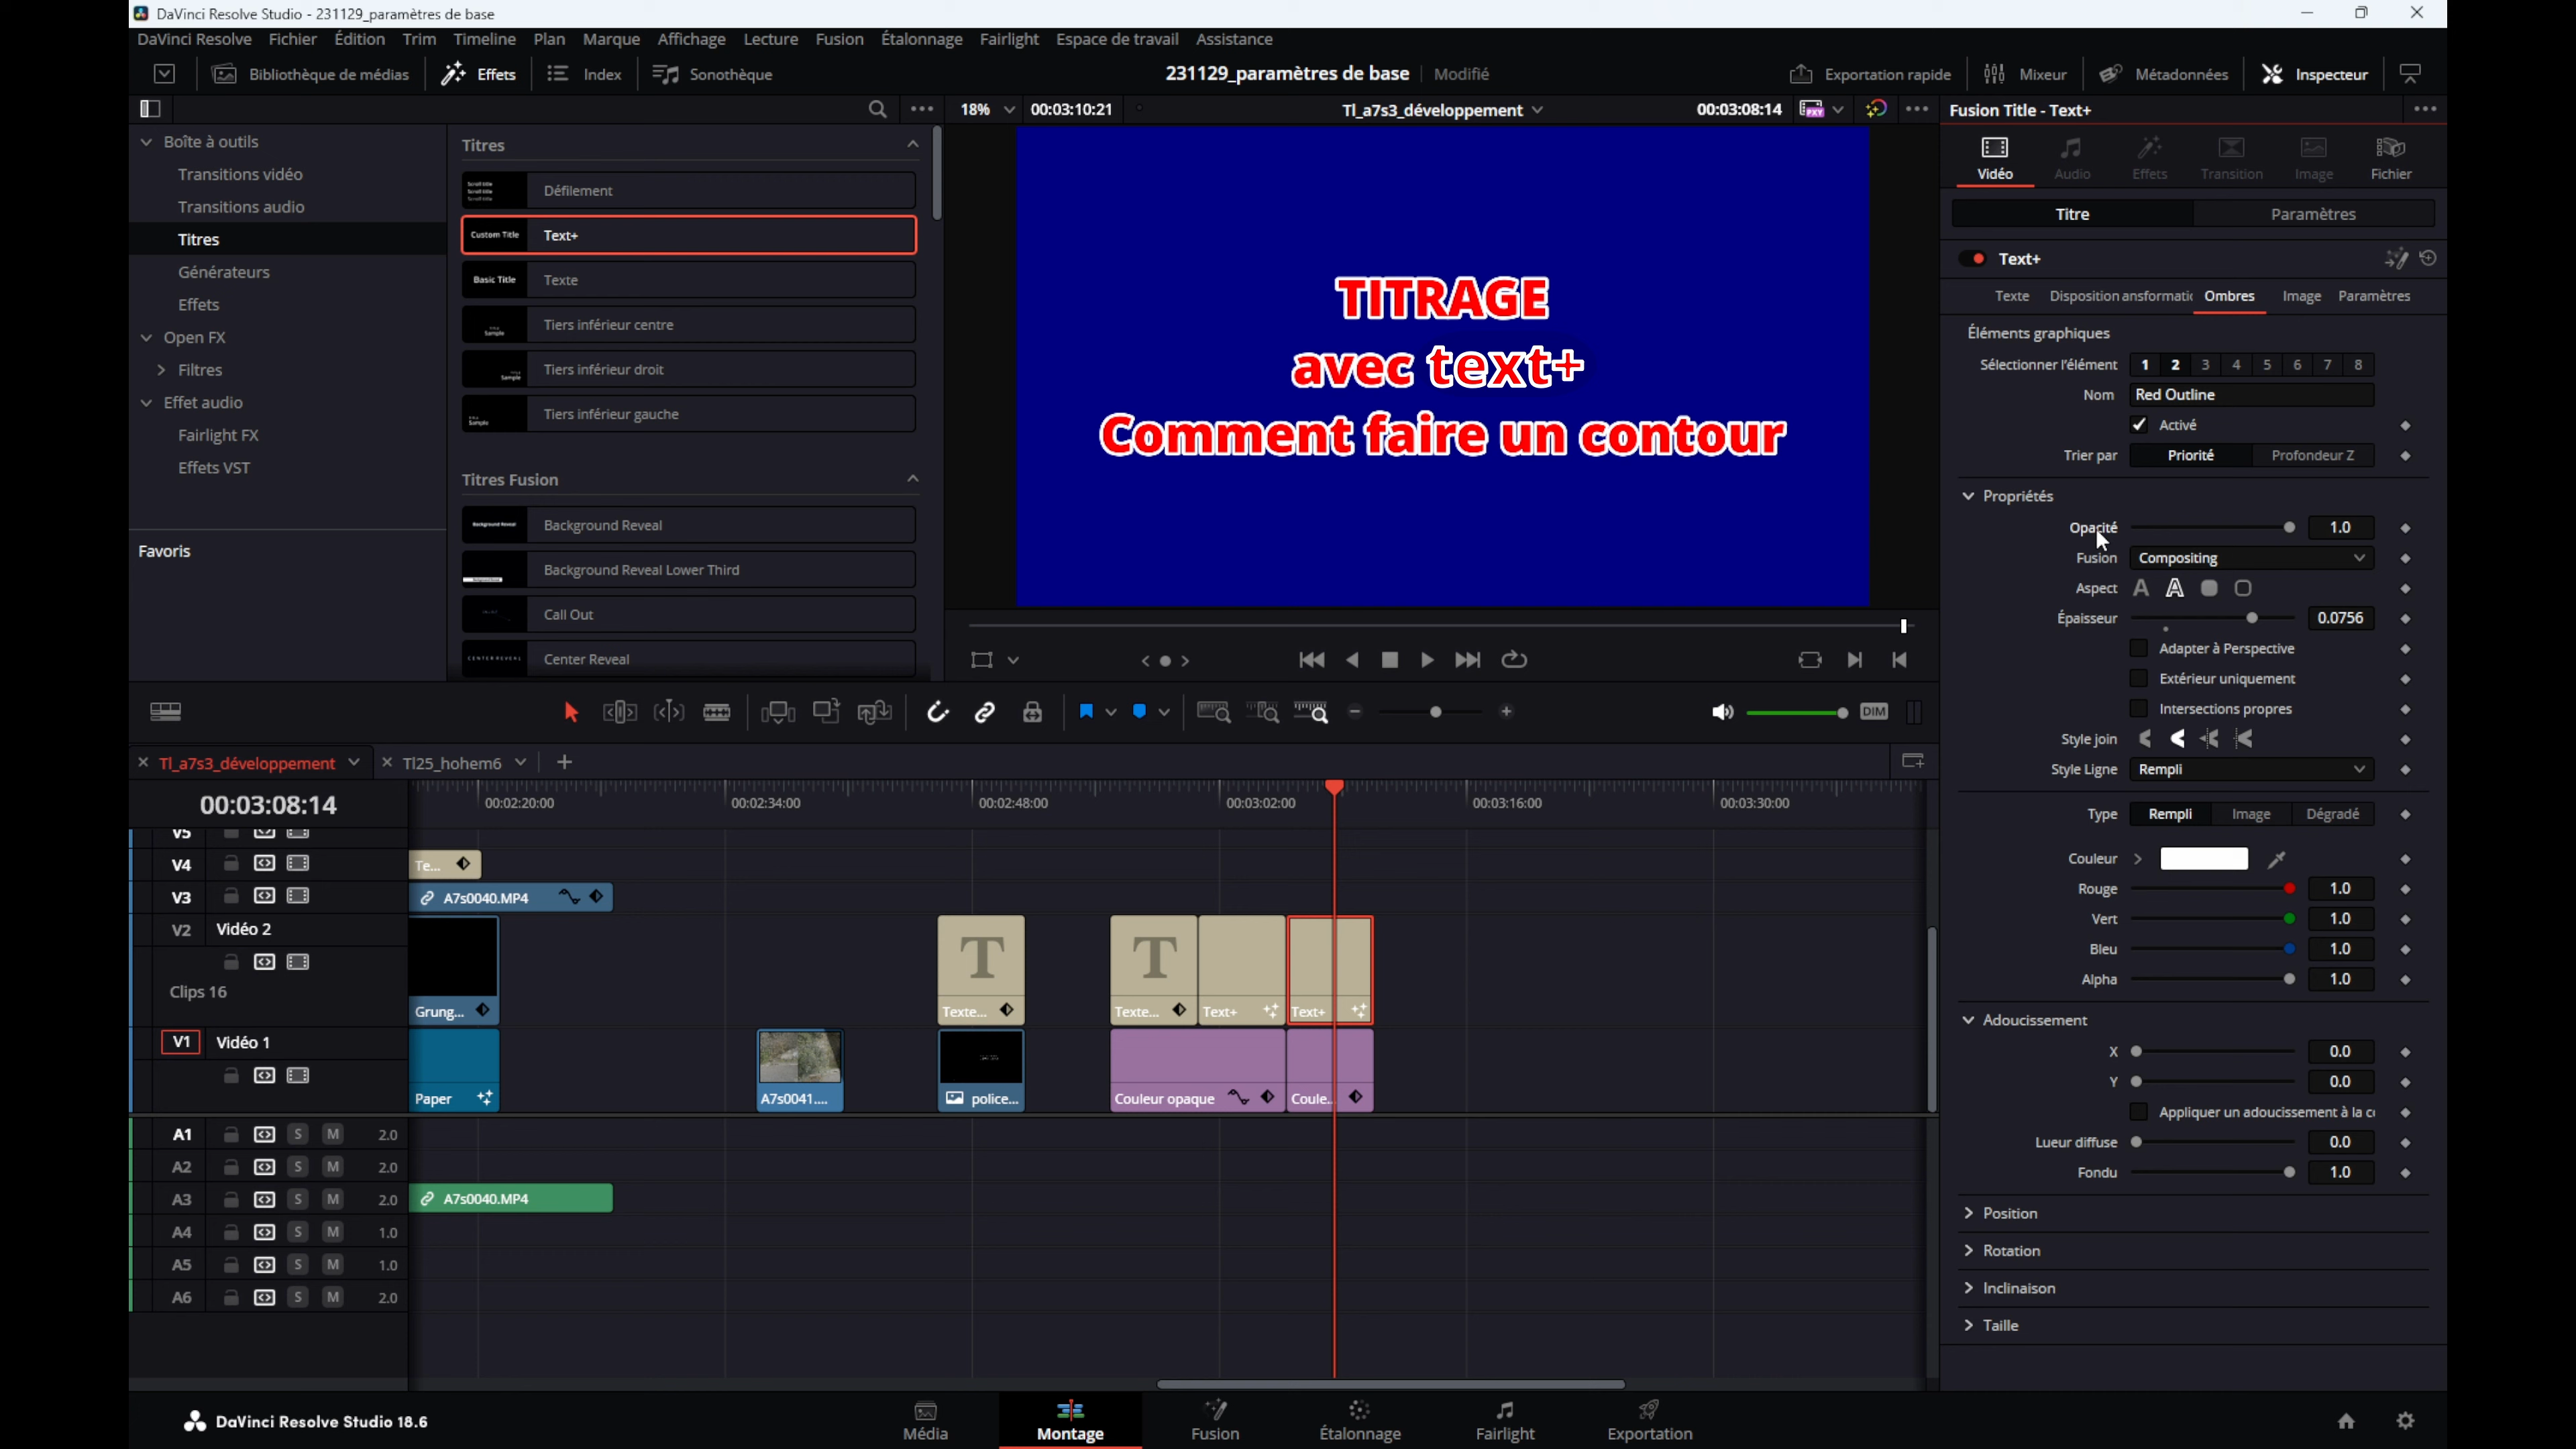 DaVinci Resolve Studio - 231129_paramètres de base
DaVinci Resolve Fichier Édition Trim Timeline Plan Marque Affichage Lecture Fusion Étalonnage Fairlight Espace de travail Assistance
Bibliothèque de médias Effets Index Sonothèque 231129_paramètres de base Modifié Exportation rapide Mixeur Métadonnées Inspecteur
18% 00:03:10:21 Tl_a7s3_développement 00:03:08:14 PXY Fusion Title - Text+
Boîte à outils
Transitions vidéo
Transitions audio
Titres
Générateurs
Effets
Open FX
Filtres
Effet audio
Fairlight FX
Effets VST
Favoris
Titres
Défilement
Custom Title Text+
Basic Title Texte
Tiers inférieur centre
Tiers inférieur droit
Tiers inférieur gauche
Titres Fusion
Background Reveal
Background Reveal Lower Third
Call Out
CENTER REVEAL Center Reveal
TITRAGE
avec text+
Comment faire un contour
Vidéo Audio Effets Transition Image Fichier
Titre Paramètres
Text+
Texte Disposition ansformatic Ombres Image Paramètres
Éléments graphiques
Sélectionner l'élément 1 2 3 4 5 6 7 8
Nom Red Outline
Activé
Trier par Priorité Profondeur Z
Propriétés
Opacité 1.0
Fusion Compositing
Aspect
Épaisseur 0.0756
Adapter à Perspective
Extérieur uniquement
Intersections propres
Style join
Style Ligne Rempli
Type Rempli Image Dégradé
Couleur
Rouge 1.0
Vert 1.0
Bleu 1.0
Alpha 1.0
Adoucissement
X 0.0
Y 0.0
Appliquer un adoucissement à la co
Lueur diffuse 0.0
Fondu 1.0
Position
Rotation
Inclinaison
Taille
DIM
Tl_a7s3_développement Tl25_hohem6
00:03:08:14 00:02:20:00 00:02:34:00 00:02:48:00 00:03:02:00 00:03:16:00 00:03:30:00
V5
V4 Te...
V3 A7s0040.MP4
V2 Vidéo 2
Clips 16
Grung... Texte... Texte... Text+ Text+
V1 Vidéo 1
Paper A7s0041.... police... Couleur opaque Coule...
A1 S M 2.0
A2 S M 2.0
A3 S M 2.0 A7s0040.MP4
A4 S M 1.0
A5 S M 1.0
A6 S M 2.0
DaVinci Resolve Studio 18.6 Média Montage Fusion Étalonnage Fairlight Exportation